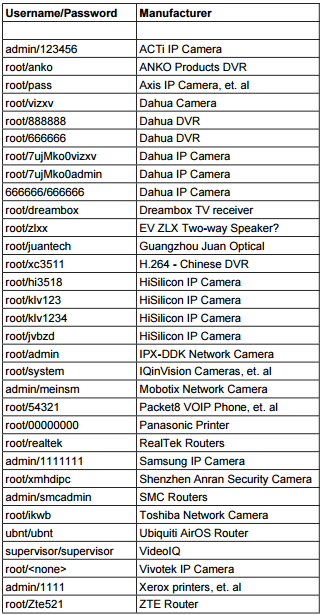 Username/Password Manufacturer
admin/123456 ACTi IP Camera
root/anko ANKO Products DVR
root/pass Axis IP Camera, et. al
root/vizxv Dahua Camera
root/888888 Dahua DVR
root/666666 Dahua DVR
root/7ujMko0vizxv Dahua IP Camera
root/7ujMko0admin Dahua IP Camera
666666/666666 Dahua IP Camera
root/dreambox Dreambox TV receiver
root/zlxx EV ZLX Two-way Speaker?
root/juantech Guangzhou Juan Optical
root/xc3511 H.264 - Chinese DVR
root/hi3518 HiSilicon IP Camera
root/klv123 HiSilicon IP Camera
root/klv1234 HiSilicon IP Camera
root/jvbzd HiSilicon IP Camera
root/admin IPX-DDK Network Camera
root/system IQinVision Cameras, et. al
admin/meinsm Mobotix Network Camera
root/54321 Packet8 VOIP Phone, et. al
root/00000000 Panasonic Printer
root/realtek RealTek Routers
admin/1111111 Samsung IP Camera
root/xmhdipc Shenzhen Anran Security Camera
admin/smcadmin SMC Routers
root/ikwb Toshiba Network Camera
ubnt/ubnt Ubiquiti AirOS Router
supervisor/supervisor VideoIQ
root/<none> Vivotek IP Camera
admin/1111 Xerox printers, et. al
root/Zte521 ZTE Router